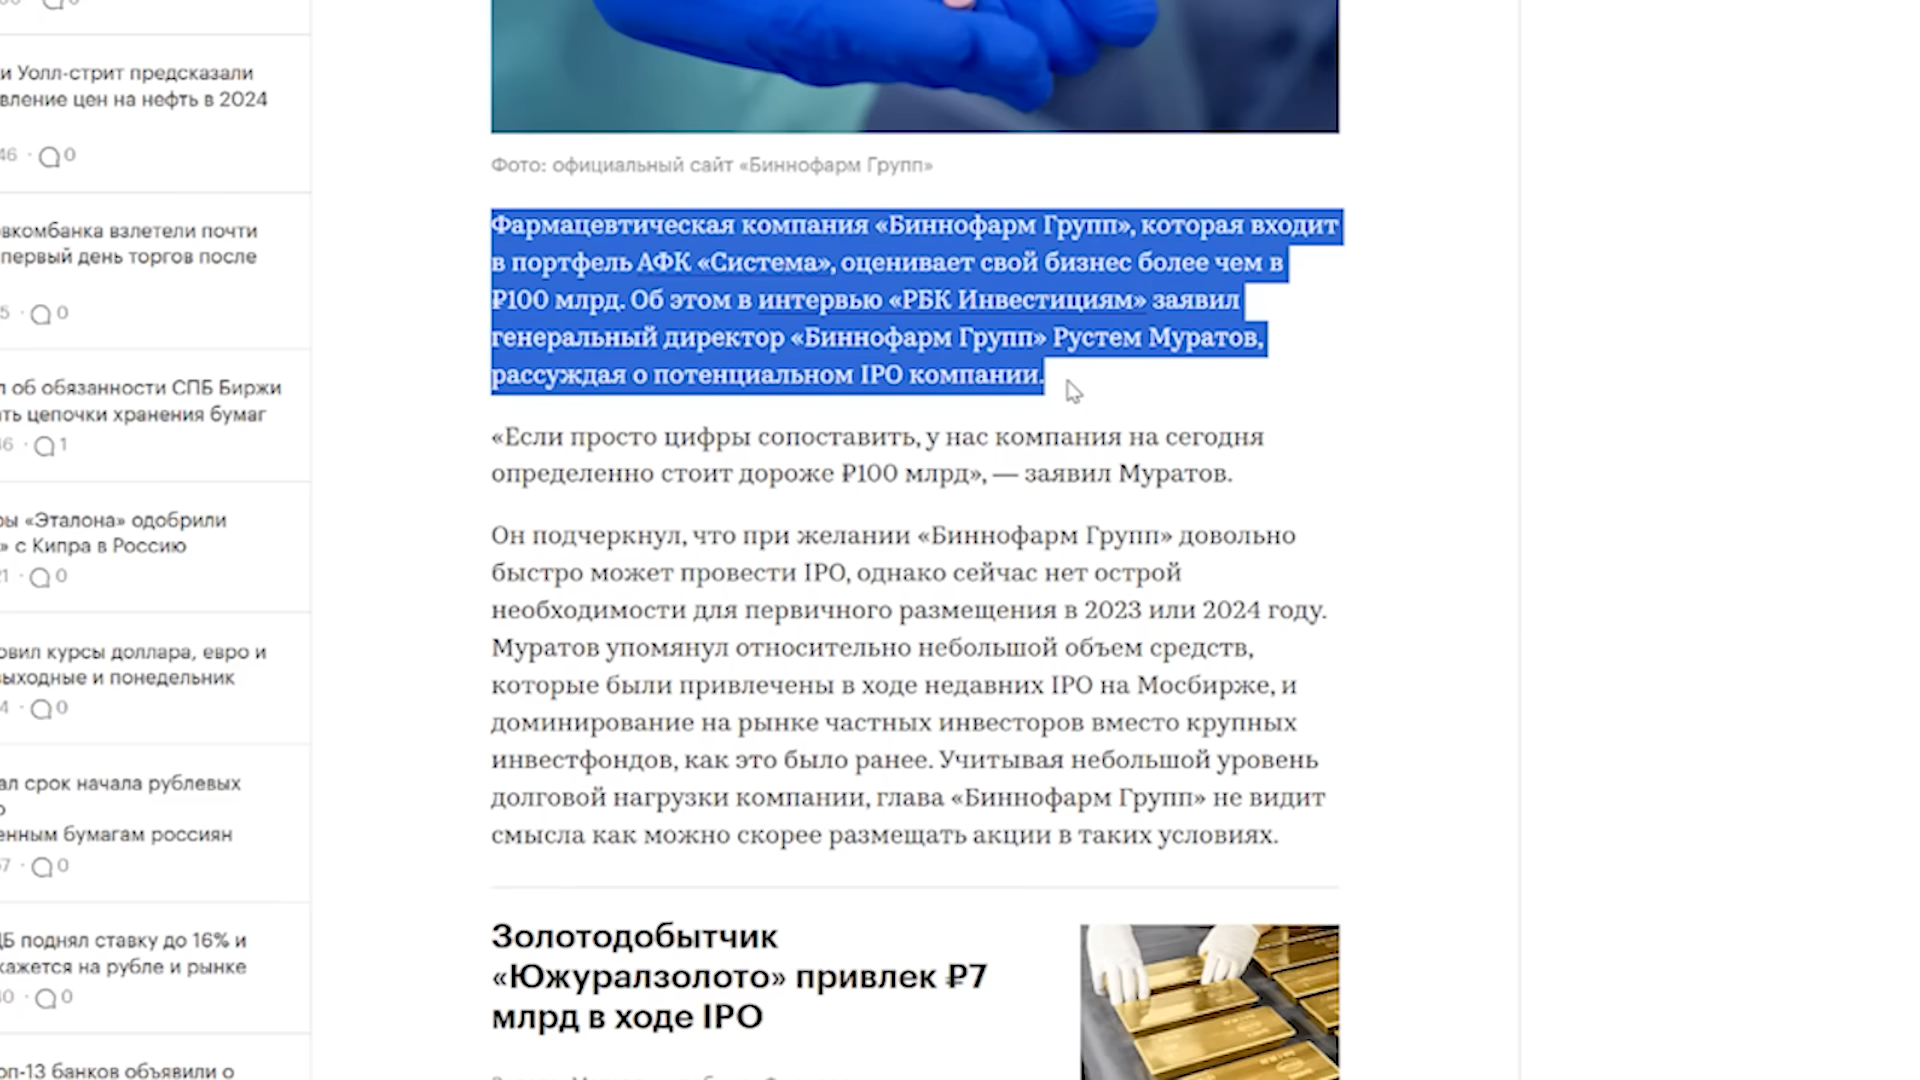 и Уолл-стрит предсказали
вление цен на нефть в 2024
46 · 0
вкомбанка взлетели почти
первый день торгов после
5 · 0
л об обязанности СПБ Биржи
ать цепочки хранения бумаг
46 · 1
ры «Эталона» одобрили
» с Кипра в Россию
21 · 0
овил курсы доллара, евро и
выходные и понедельник
4 · 0
ал срок начала рублевых
о
енным бумагам россиян
57 · 0
ЦБ поднял ставку до 16% и
кажется на рубле и рынке
40 · 0
оп-13 банков объявили о
Фото: официальный сайт «Биннофарм Групп»
Фармацевтическая компания «Биннофарм Групп», которая входит
в портфель АФК «Система», оценивает свой бизнес более чем в
₽100 млрд. Об этом в интервью «РБК Инвестициям» заявил
генеральный директор «Биннофарм Групп» Рустем Муратов,
рассуждая о потенциальном IPO компании.
«Если просто цифры сопоставить, у нас компания на сегодня
определенно стоит дороже ₽100 млрд», — заявил Муратов.
Он подчеркнул, что при желании «Биннофарм Групп» довольно
быстро может провести IPO, однако сейчас нет острой
необходимости для первичного размещения в 2023 или 2024 году.
Муратов упомянул относительно небольшой объем средств,
которые были привлечены в ходе недавних IPO на Мосбирже, и
доминирование на рынке частных инвесторов вместо крупных
инвестфондов, как это было ранее. Учитывая небольшой уровень
долговой нагрузки компании, глава «Биннофарм Групп» не видит
смысла как можно скорее размещать акции в таких условиях.
Золотодобытчик
«Южуралзолото» привлек ₽7
млрд в ходе IPO